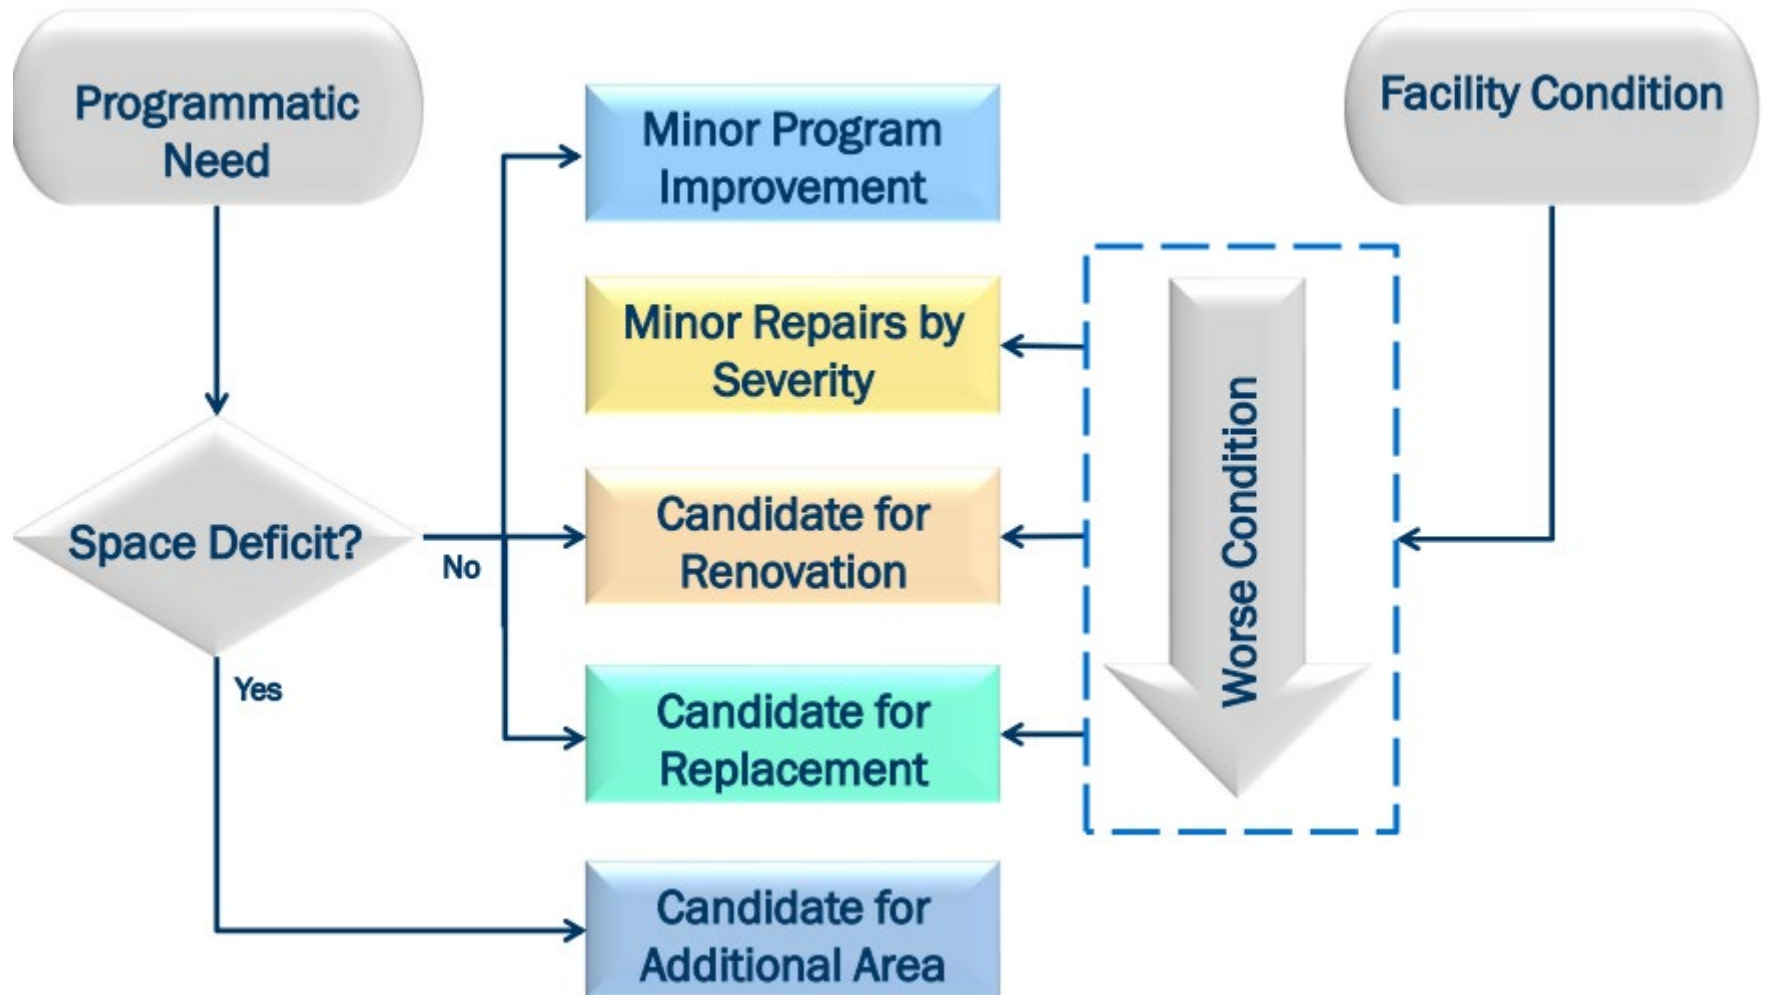 Programmatic
Need
Facility Condition
Minor Program
Improvement
Minor Repairs by
Severity
Space Deficit?
No
Yes
Candidate for
Renovation
Candidate for
Replacement
Candidate for
Additional Area
Worse Condition